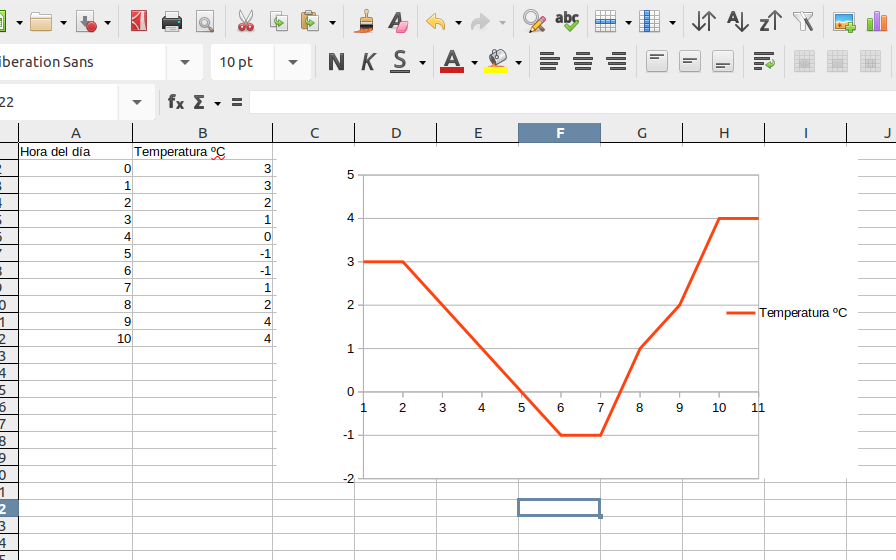 iberation Sans 10 pt N K S A
22 fx Σ =
A B C D E F G H I J
Hora del día Temperatura ºC
2 0 3
3 1 3
4 2 2
5 3 1
6 4 0
7 5 -1
8 6 -1
9 7 1
0 8 2
1 9 4
2 10 4
3
4
5
6
7
8
9
0
1
2
3
4
5
5
4
3
2
1
0
-1
-2
1 2 3 4 5 6 7 8 9 10 11
Temperatura ºC